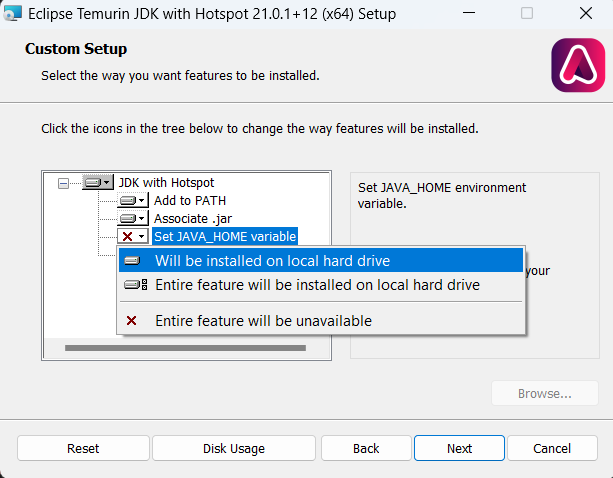 Eclipse Temurin JDK with Hotspot 21.0.1+12 (x64) Setup
Custom Setup
Select the way you want features to be installed.
Click the icons in the tree below to change the way features will be installed.
JDK with Hotspot
Add to PATH
Associate .jar
Set JAVA_HOME variable
Will be installed on local hard drive
Entire feature will be installed on local hard drive
Entire feature will be unavailable
Set JAVA_HOME environment
variable.
your
Browse...
Reset
Disk Usage
Back
Next
Cancel